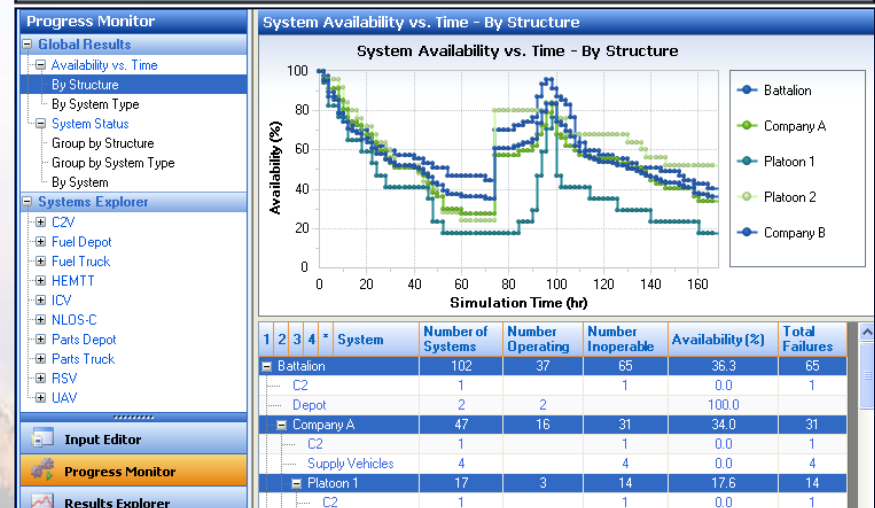 Progress Monitor
Global Results
Availability vs. Time
By Structure
By System Type
System Status
Group by Structure
Group by System Type
By System
Systems Explorer
C2V
Fuel Depot
Fuel Truck
HEMTT
ICV
NLOS-C
Parts Depot
Parts Truck
RSV
UAV
Input Editor
Progress Monitor
Results Explorer
System Availability vs. Time - By Structure
System Availability vs. Time - By Structure
Availability (%)
100
80
60
40
20
0
0 20 40 60 80 100 120 140 160
Simulation Time (hr)
Battalion
Company A
Platoon 1
Platoon 2
Company B
1 2 3 4 * System Number of Systems Number Operating Number Inoperable Availability (%) Total Failures
Battalion 102 37 65 36.3 65
C2 1 1 0.0 1
Depot 2 2 100.0
Company A 47 16 31 34.0 31
C2 1 1 0.0 1
Supply Vehicles 4 4 0.0 4
Platoon 1 17 3 14 17.6 14
C2 1 1 0.0 1